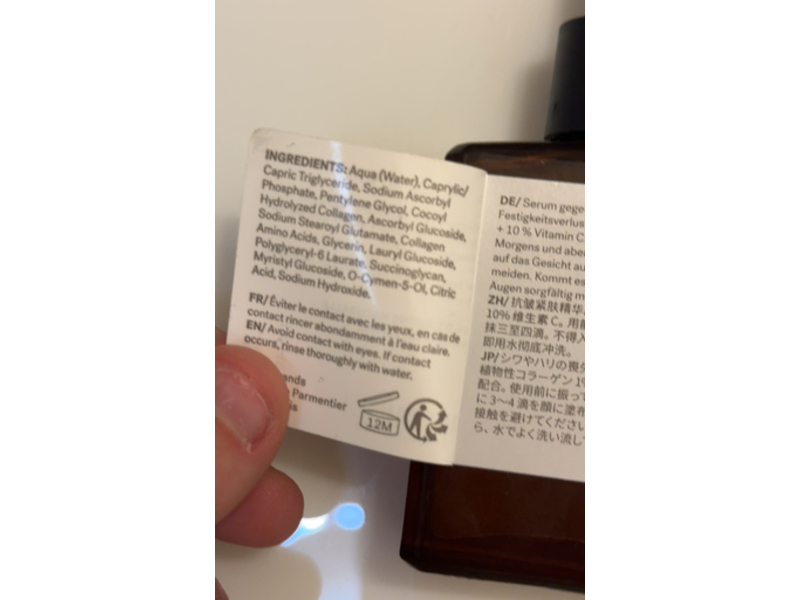 INGREDIENTS: Aqua (Water), Caprylic/
Capric Triglyceride, Sodium Ascorbyl
Phosphate, Pentylene Glycol, Cocoyl
Hydrolyzed Collagen, Ascorbyl Glucoside,
Sodium Stearoyl Glutamate, Collagen
Amino Acids, Glycerin, Lauryl Glucoside,
Polyglyceryl-6 Laurate, Succinoglycan,
Myristyl Glucoside, O-Cymen-5-Ol, Citric
Acid, Sodium Hydroxide.
FR/ Éviter le contact avec les yeux, en cas de
contact rincer abondamment à l'eau claire.
EN/ Avoid contact with eyes. If contact
occurs, rinse thoroughly with water.
ands
Parmentier
12M
DE/ Serum gege
Festigkeitsverlus
+ 10 % Vitamin C
Morgens und abe
auf das Gesicht au
meiden. Kommt es
Augen sorgfältig m
ZH/ 抗皱紧肤精华
10% 维生素 C。用前
抹三至四滴。不得入
即用水彻底冲洗。
JP/ シワやハリの喪失
植物性コラーゲン 1%
配合。使用前に振って
に 3〜4 滴を顔に塗布
接触を避けてください
ら、水でよく洗い流し